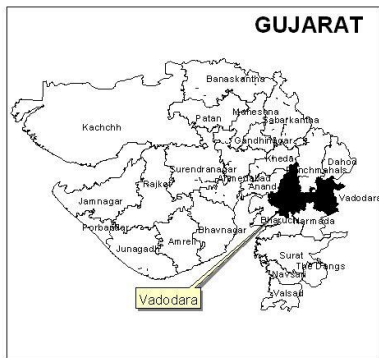 GUJARAT
Banaskantha
Patan
Mahesana
Sabarkantha
Kachchh
Gandhinagar
Kheda
Dahod
Panchmahals
Surendranagar
Ahmedabad
Anand
Rajkot
Vadodara
Jamnagar
Bharuch
Narmada
Porbandar
Bhavnagar
Amreli
Junagadh
Surat
The Dangs
Navsari
Valsad
Vadodara